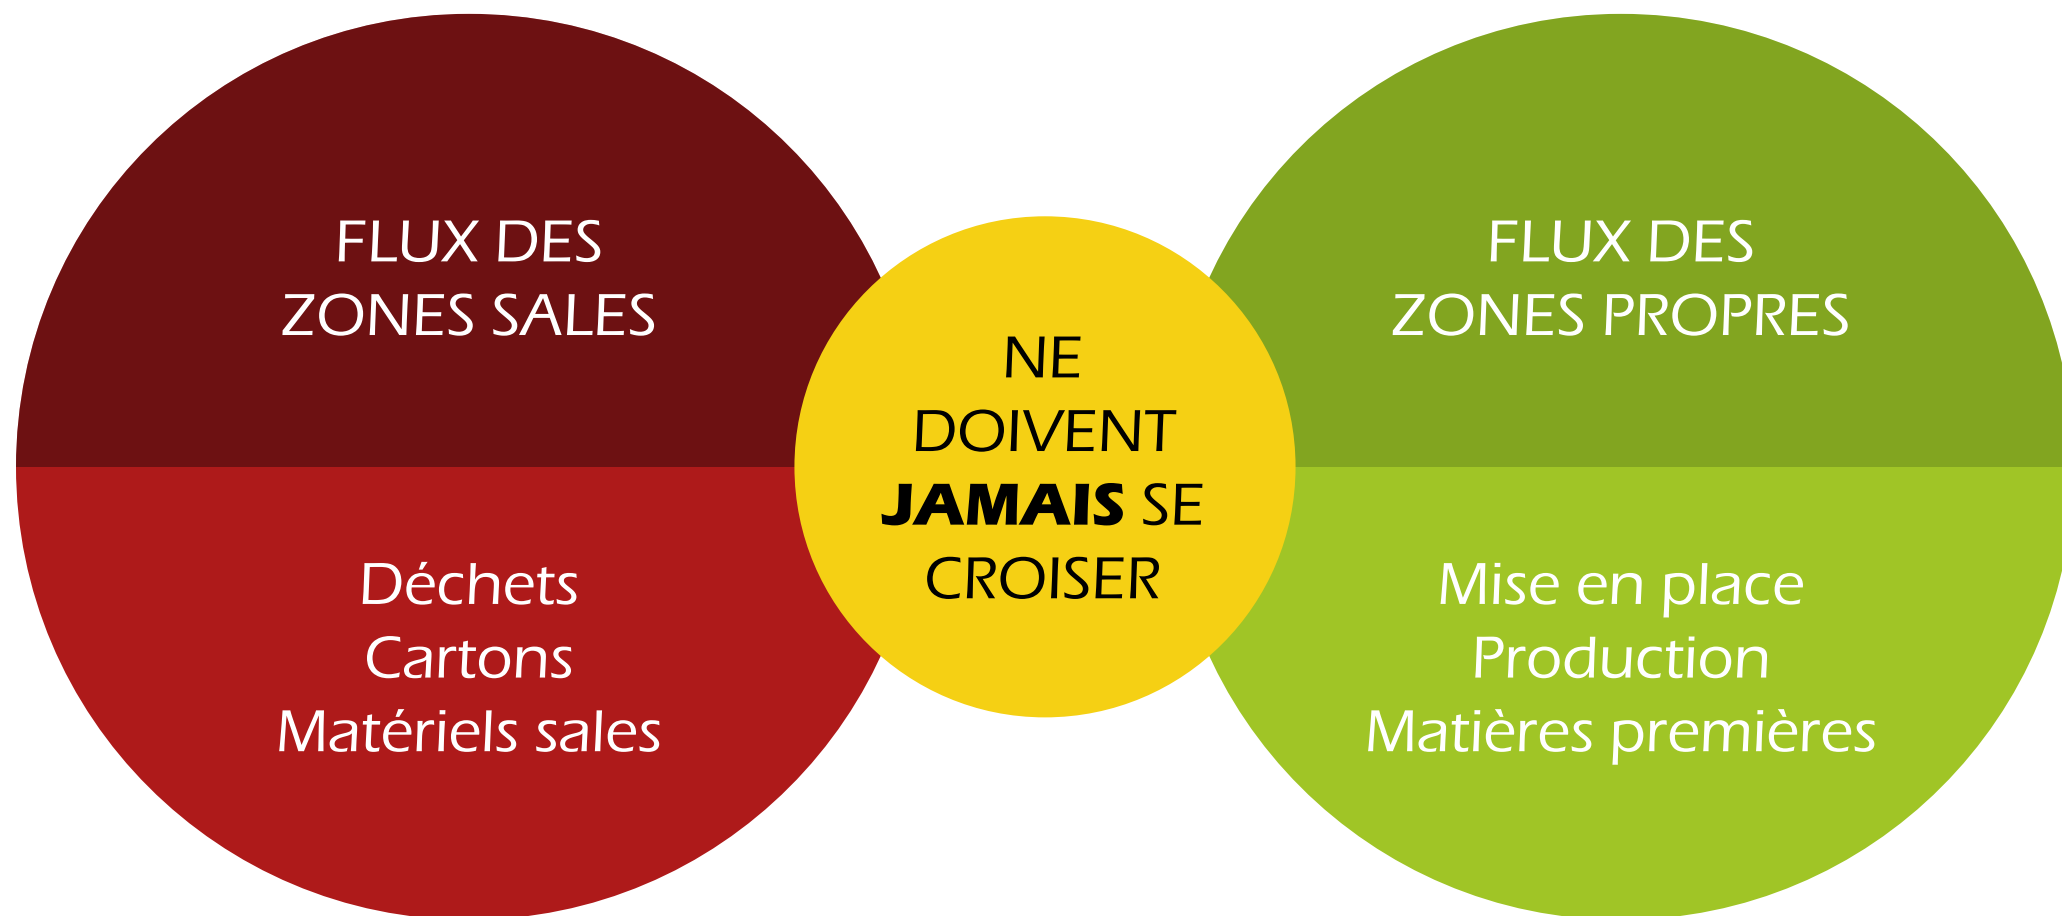 FLUX DES
ZONES SALES
Déchets
Cartons
Matériels sales
NE
DOIVENT
JAMAIS SE
CROISER
FLUX DES
ZONES PROPRES
Mise en place
Production
Matières premières